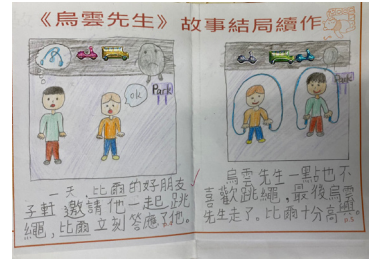 《烏雲先生》故事結局續作
ok
Park
一天，比爾的好朋友
子軒邀請他一起跳
繩，比爾立刻答應了他。
Park
烏雲先生一點也不
喜歡跳繩，最後烏雲
先生走了。比爾十分高興。